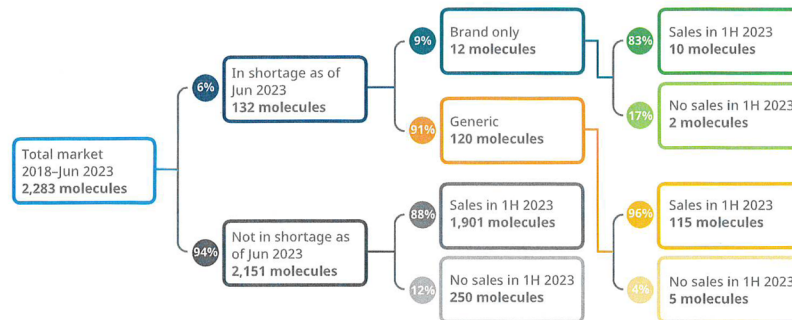 Total market
2018–Jun 2023
2,283 molecules
6%
In shortage as of
Jun 2023
132 molecules
94%
Not in shortage as
of Jun 2023
2,151 molecules
9%
Brand only
12 molecules
91%
Generic
120 molecules
88%
Sales in 1H 2023
1,901 molecules
12%
No sales in 1H 2023
250 molecules
83%
Sales in 1H 2023
10 molecules
17%
No sales in 1H 2023
2 molecules
96%
Sales in 1H 2023
115 molecules
4%
No sales in 1H 2023
5 molecules